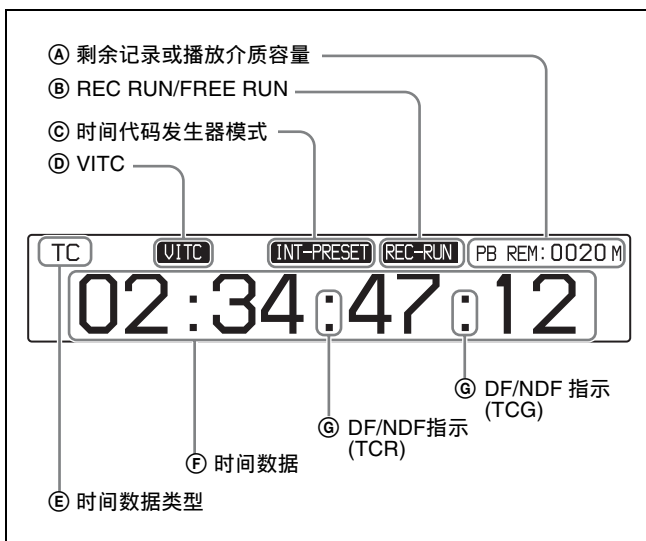 Ⓐ 剩余记录或播放介质容量
Ⓑ REC RUN/FREE RUN
Ⓒ 时间代码发生器模式
Ⓓ VITC
TC VITC INT-PRESET REC-RUN PB REM:0020 M
02:34:47:12
Ⓖ DF/NDF 指示
(TCG)
Ⓖ DF/NDF指示
(TCR)
Ⓕ 时间数据
Ⓔ 时间数据类型